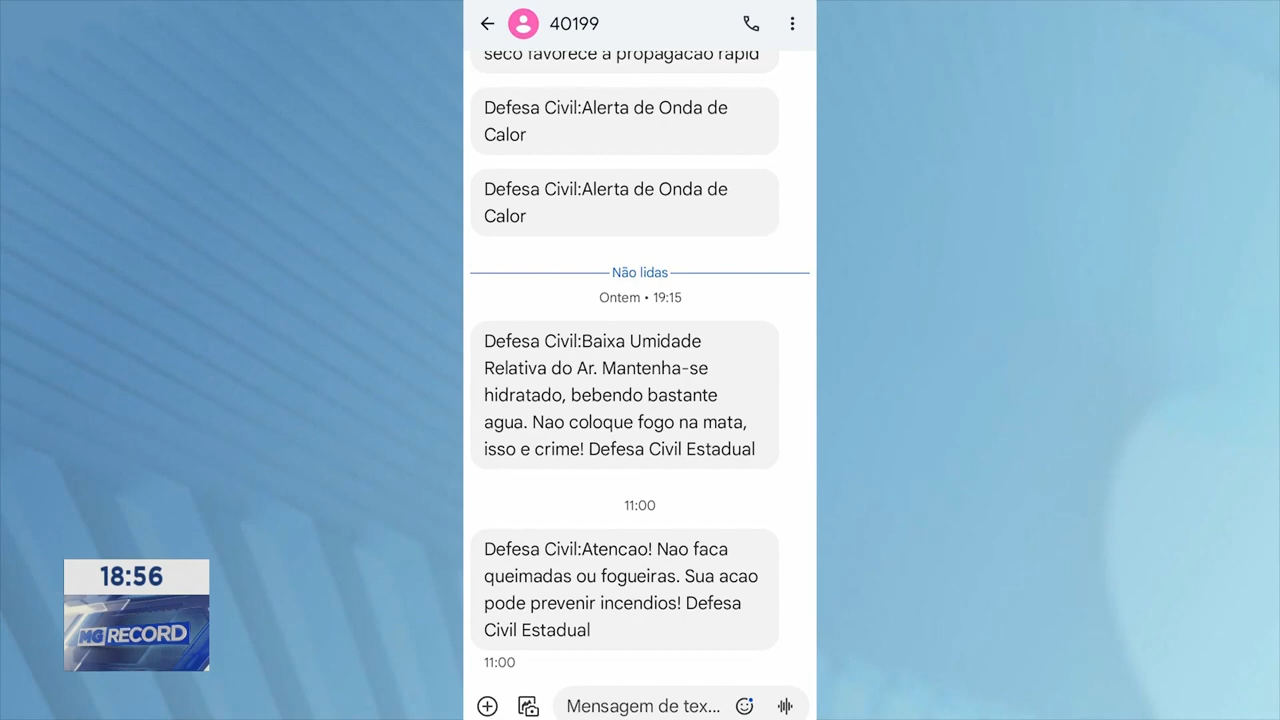 40199
seco favorece a propagacao rapid
Defesa Civil:Alerta de Onda de
Calor
Defesa Civil:Alerta de Onda de
Calor
Não lidas
Ontem • 19:15
Defesa Civil:Baixa Umidade
Relativa do Ar. Mantenha-se
hidratado, bebendo bastante
agua. Nao coloque fogo na mata,
isso e crime! Defesa Civil Estadual
11:00
Defesa Civil:Atencao! Nao faca
queimadas ou fogueiras. Sua acao
pode prevenir incendios! Defesa
Civil Estadual
11:00
Mensagem de tex...
18:56
MG RECORD